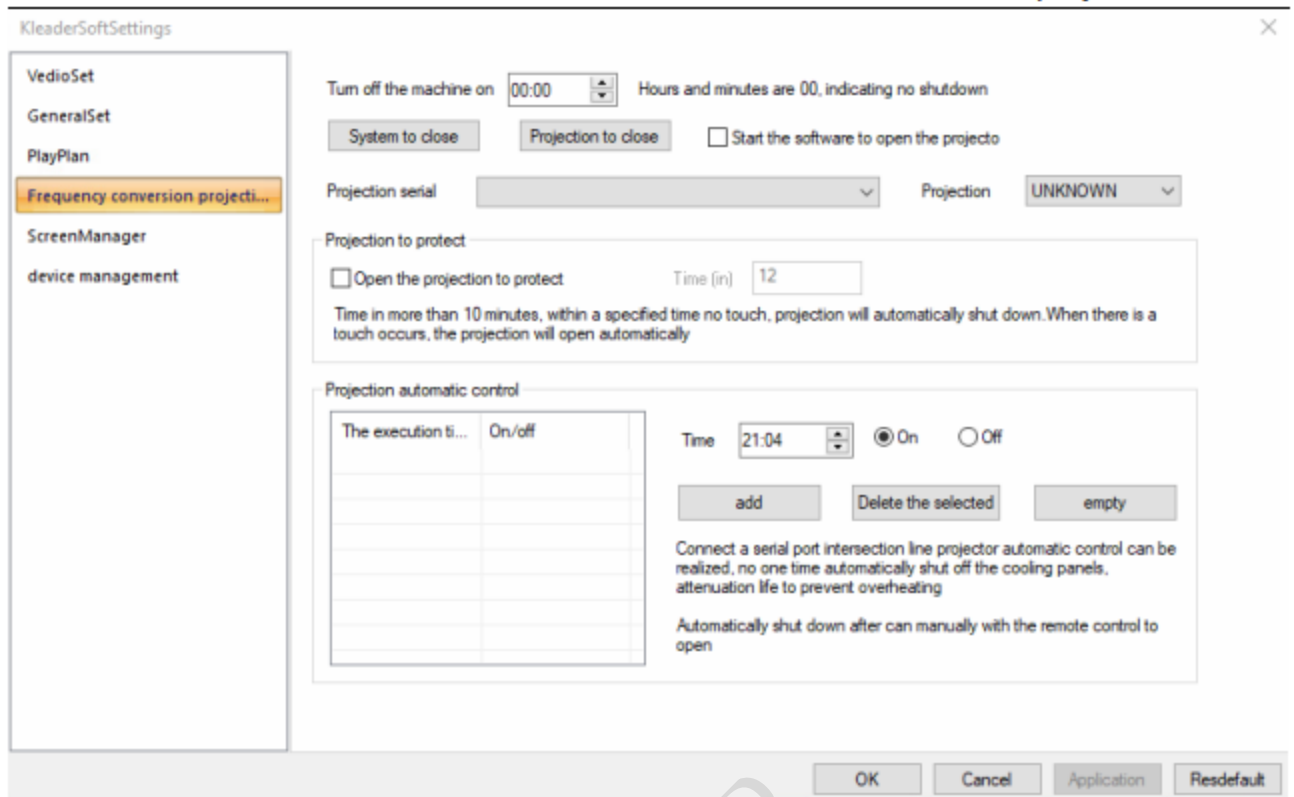 KleaderSoftSettings
VedioSet
GeneralSet
PlayPlan
Frequency conversion projecti...
ScreenManager
device management
Turn off the machine on 00:00 Hours and minutes are 00, indicating no shutdown
System to close Projection to close Start the software to open the projecto
Projection serial Projection UNKNOWN
Projection to protect
Open the projection to protect Time (in) 12
Time in more than 10 minutes, within a specified time no touch, projection will automatically shut down.When there is a
touch occurs, the projection will open automatically
Projection automatic control
The execution ti... On/off
Time 21:04 On Off
add Delete the selected empty
Connect a serial port intersection line projector automatic control can be
realized, no one time automatically shut off the cooling panels,
attenuation life to prevent overheating
Automatically shut down after can manually with the remote control to
open
OK Cancel Application Resdefault